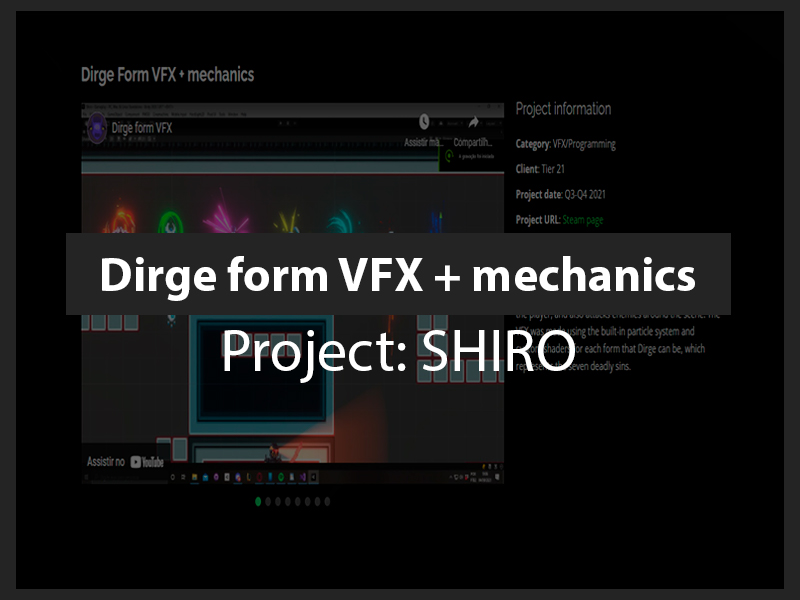 Dirge Form VFX + mechanics
Dirge form VFX
Assistir ma...
Compartilh...
Project information
Category: VFX/Programming
Client: Tier 21
Project date: Q3-Q4 2021
Project URL: Steam page
Dirge form VFX + mechanics
the player, and also attacks enemies around the scene. The
VFX was made using the built-in particle system and
shaders for each form that Dirge can be, which
the seven deadly sins.
Project: SHIRO
Assistir no YouTube